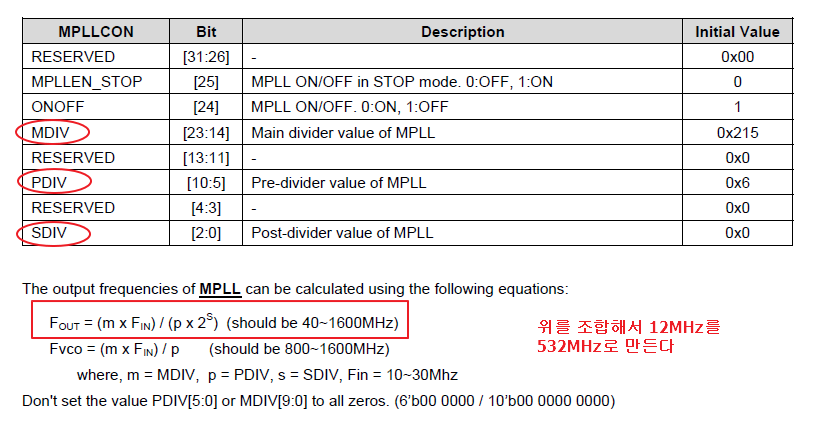 MPLLCON Bit Description Initial Value
RESERVED [31:26] - 0x00
MPLLEN_STOP [25] MPLL ON/OFF in STOP mode. 0:OFF, 1:ON 0
ONOFF [24] MPLL ON/OFF. 0:ON, 1:OFF 1
MDIV [23:14] Main divider value of MPLL 0x215
RESERVED [13:11] - 0x0
PDIV [10:5] Pre-divider value of MPLL 0x6
RESERVED [4:3] - 0x0
SDIV [2:0] Post-divider value of MPLL 0x0
The output frequencies of MPLL can be calculated using the following equations:
FOUT = (m x FIN) / (p x 2S) (should be 40~1600MHz)
Fvco = (m x FIN) / p (should be 800~1600MHz)
where, m = MDIV, p = PDIV, s = SDIV, Fin = 10~30Mhz
Don't set the value PDIV[5:0] or MDIV[9:0] to all zeros. (6'b00 0000 / 10'b00 0000 0000)
위를 조합해서 12MHz를
532MHz로 만든다